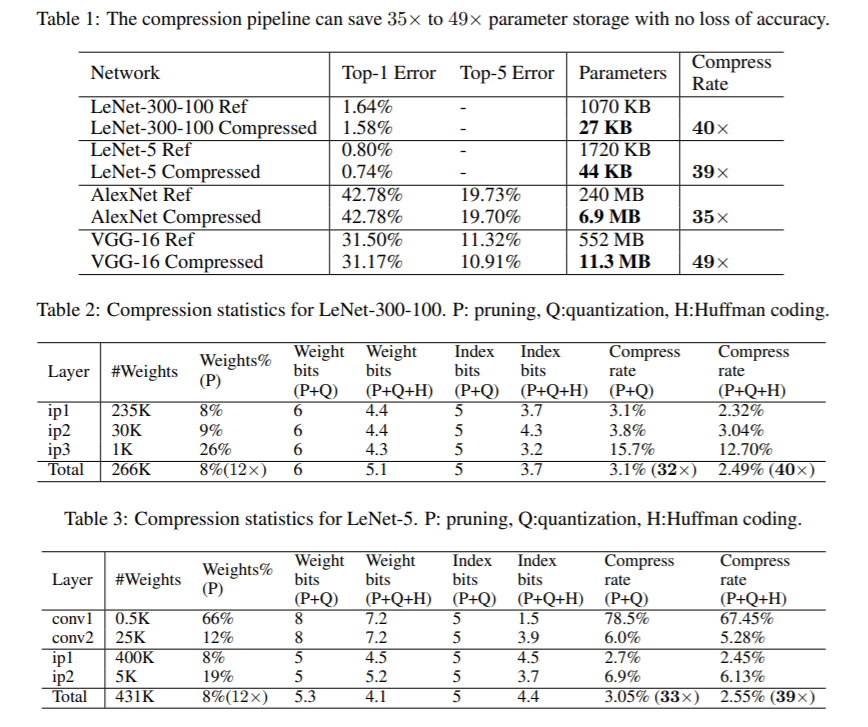 Table 1: The compression pipeline can save 35× to 49× parameter storage with no loss of accuracy.
Network Top-1 Error Top-5 Error Parameters Compress Rate
LeNet-300-100 Ref 1.64% - 1070 KB
LeNet-300-100 Compressed 1.58% - 27 KB 40×
LeNet-5 Ref 0.80% - 1720 KB
LeNet-5 Compressed 0.74% - 44 KB 39×
AlexNet Ref 42.78% 19.73% 240 MB
AlexNet Compressed 42.78% 19.70% 6.9 MB 35×
VGG-16 Ref 31.50% 11.32% 552 MB
VGG-16 Compressed 31.17% 10.91% 11.3 MB 49×
Table 2: Compression statistics for LeNet-300-100. P: pruning, Q:quantization, H:Huffman coding.
Layer #Weights Weights% (P) Weight bits (P+Q) Weight bits (P+Q+H) Index bits (P+Q) Index bits (P+Q+H) Compress rate (P+Q) Compress rate (P+Q+H)
ip1 235K 8% 6 4.4 5 3.7 3.1% 2.32%
ip2 30K 9% 6 4.4 5 4.3 3.8% 3.04%
ip3 1K 26% 6 4.3 5 3.2 15.7% 12.70%
Total 266K 8%(12×) 6 5.1 5 3.7 3.1% (32×) 2.49% (40×)
Table 3: Compression statistics for LeNet-5. P: pruning, Q:quantization, H:Huffman coding.
Layer #Weights Weights% (P) Weight bits (P+Q) Weight bits (P+Q+H) Index bits (P+Q) Index bits (P+Q+H) Compress rate (P+Q) Compress rate (P+Q+H)
conv1 0.5K 66% 8 7.2 5 1.5 78.5% 67.45%
conv2 25K 12% 8 7.2 5 3.9 6.0% 5.28%
ip1 400K 8% 5 4.5 5 4.5 2.7% 2.45%
ip2 5K 19% 5 5.2 5 3.7 6.9% 6.13%
Total 431K 8%(12×) 5.3 4.1 5 4.4 3.05% (33×) 2.55% (39×)